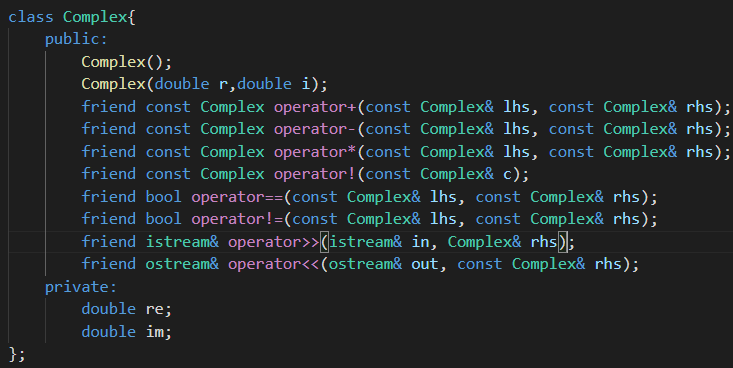 class Complex{
    public:
        Complex();
        Complex(double r,double i);
        friend const Complex operator+(const Complex& lhs, const Complex& rhs);
        friend const Complex operator-(const Complex& lhs, const Complex& rhs);
        friend const Complex operator*(const Complex& lhs, const Complex& rhs);
        friend const Complex operator!(const Complex& c);
        friend bool operator==(const Complex& lhs, const Complex& rhs);
        friend bool operator!=(const Complex& lhs, const Complex& rhs);
        friend istream& operator>>(istream& in, Complex& rhs);
        friend ostream& operator<<(ostream& out, const Complex& rhs);
    private:
        double re;
        double im;
};